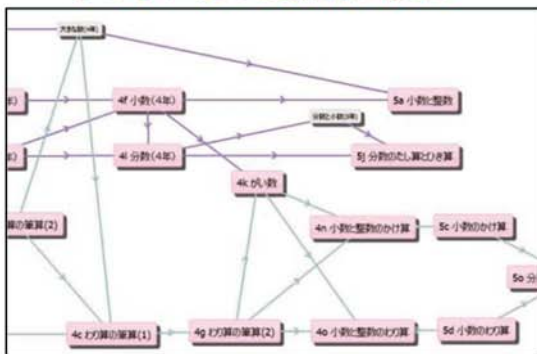 大きな数(4年)
4f 小数(4年)
5a 小数と整数
分数と小数(5年)
4l 分数(4年)
5j 分数のたし算とひき算
4k がい数
算の筆算(2)
4n 小数と整数のかけ算
5c 小数のかけ算
5o 分
4c わり算の筆算(1)
4g わり算の筆算(2)
4o 小数と整数のわり算
5d 小数のわり算